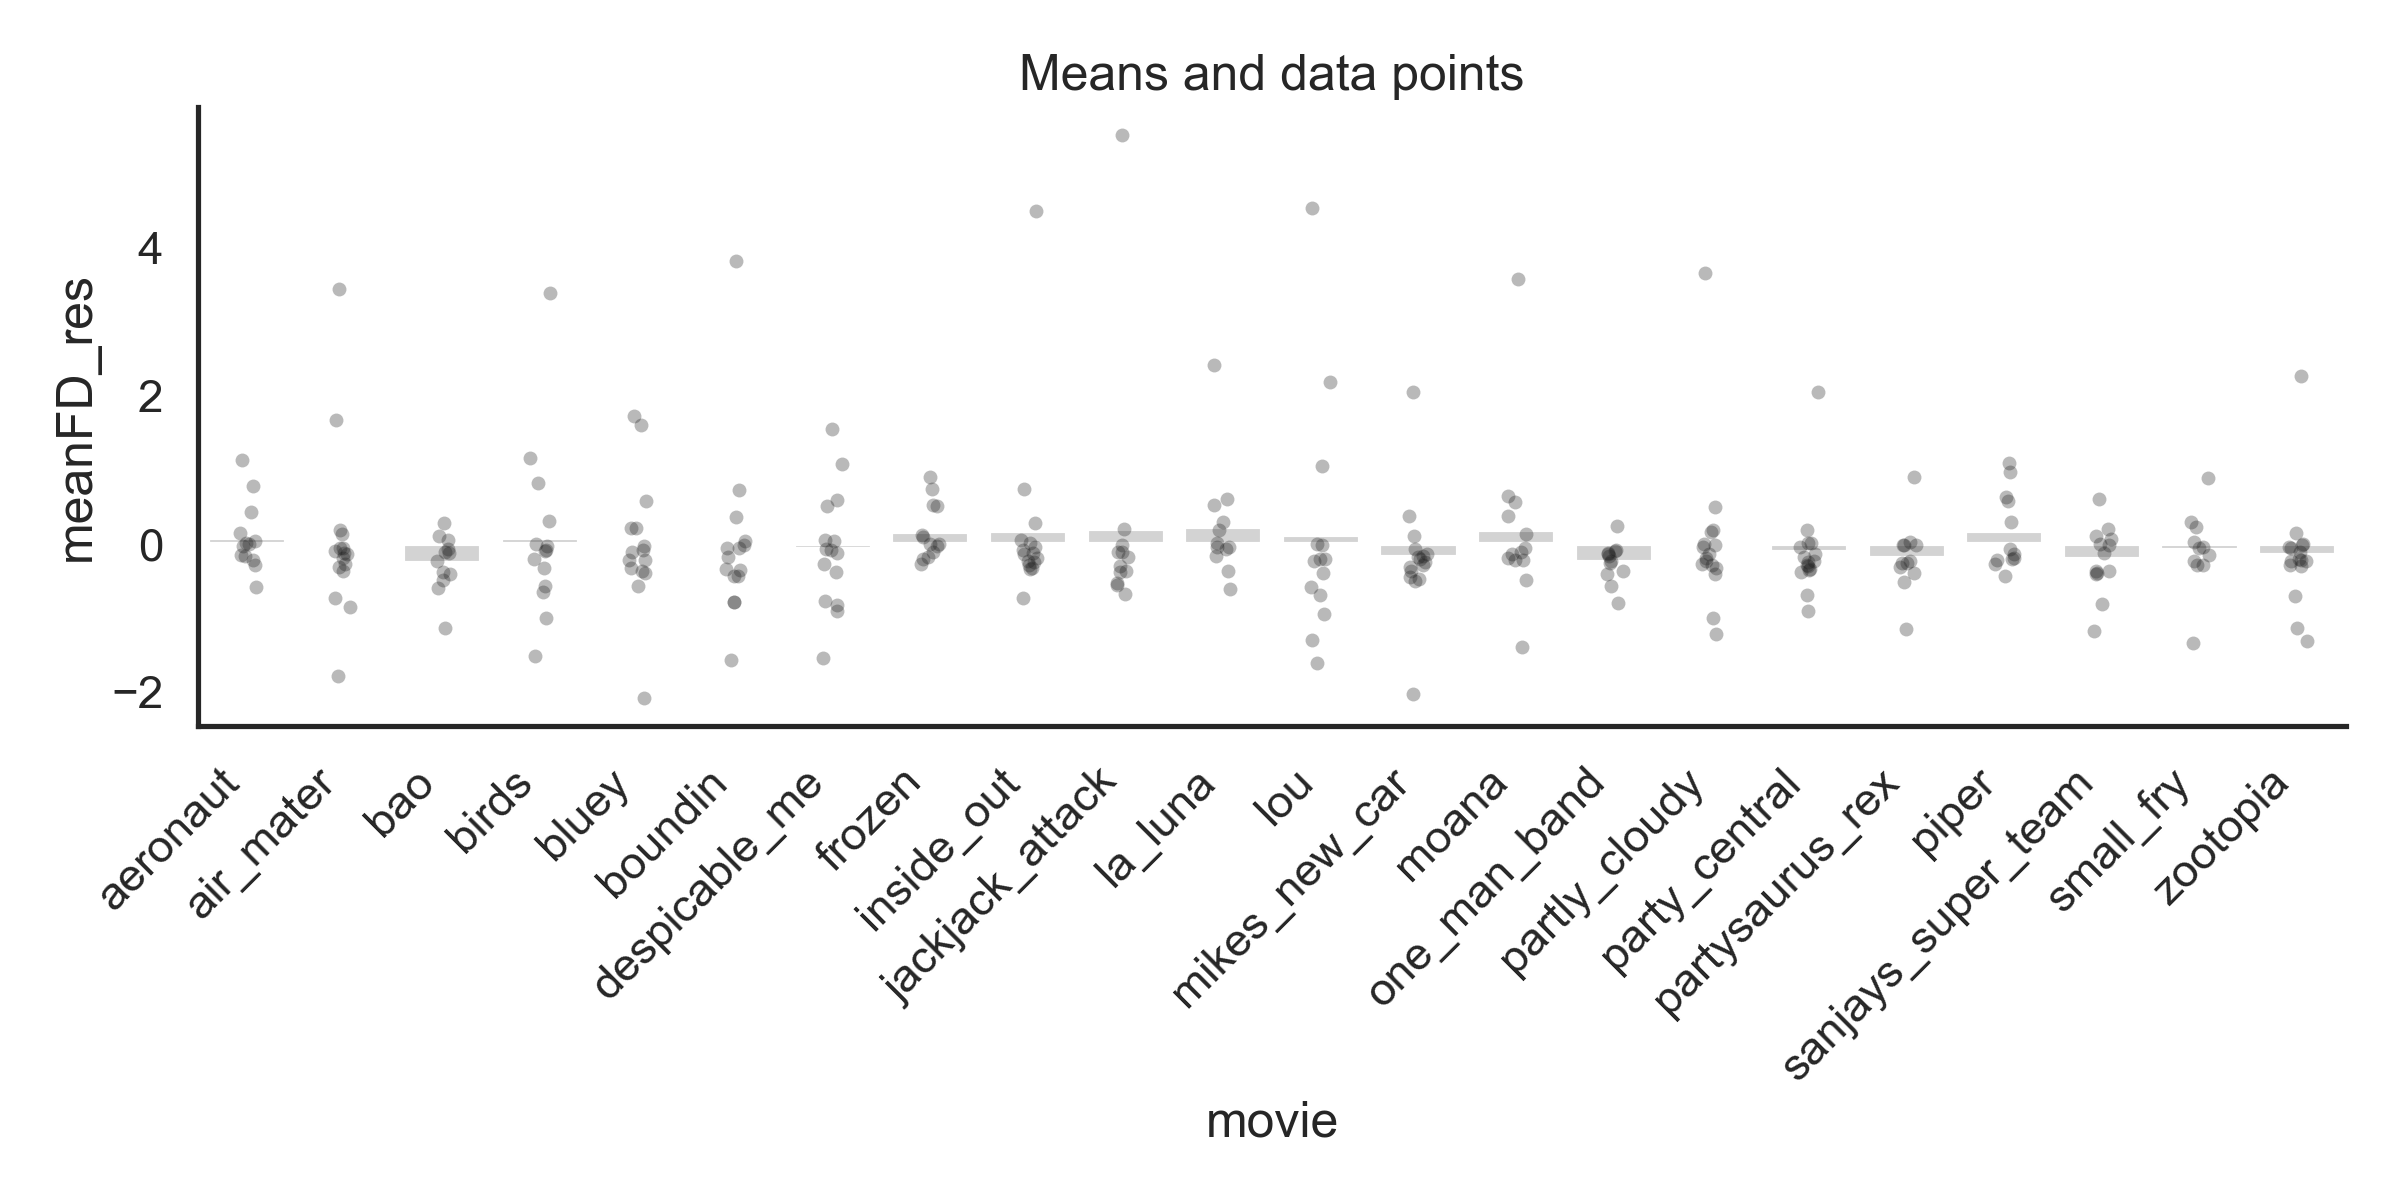 Means and data points
meanFD_res
4
2
0
−2
aeronaut
air_mater
bao
birds
bluey
boundin
despicable_me
frozen
inside_out
jackjack_attack
la_luna
lou
mikes_new_car
moana
one_man_band
partly_cloudy
party_central
partysaurus_rex
piper
sanjays_super_team
small_fry
zootopia
movie